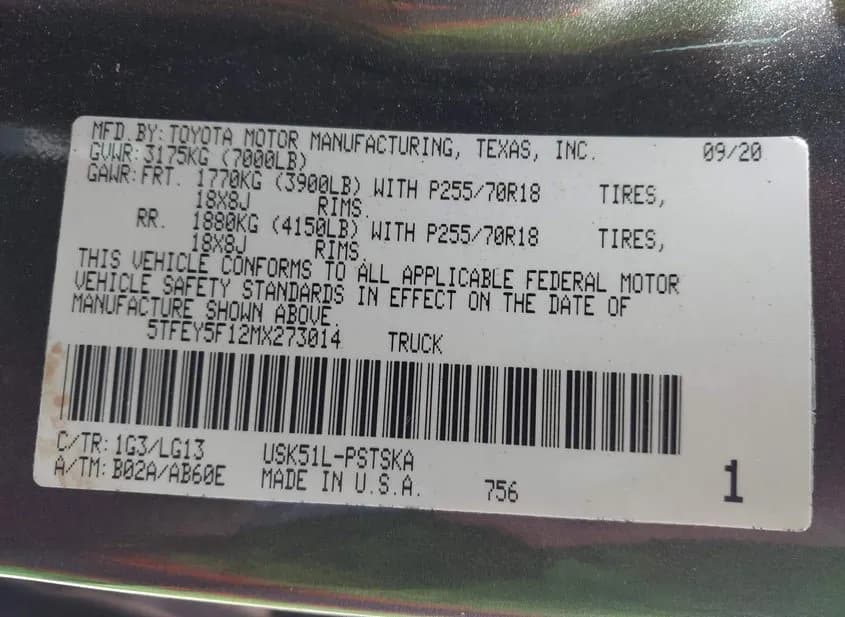 MFD. BY: TOYOTA MOTOR MANUFACTURING, TEXAS, INC. 09/20
GVWR: 3175KG (7000LB)
GAWR: FRT. 1770KG (3900LB) WITH P255/70R18 TIRES,
18X8J RIMS.
RR. 1880KG (4150LB) WITH P255/70R18 TIRES,
18X8J RIMS.
THIS VEHICLE CONFORMS TO ALL APPLICABLE FEDERAL MOTOR
VEHICLE SAFETY STANDARDS IN EFFECT ON THE DATE OF
MANUFACTURE SHOWN ABOVE.
5TFEY5F12MX273014 TRUCK
C/TR: 1G3/LG13 USK51L-PSTSKA
A/TM: B02A/AB60E MADE IN U.S.A. 756 1